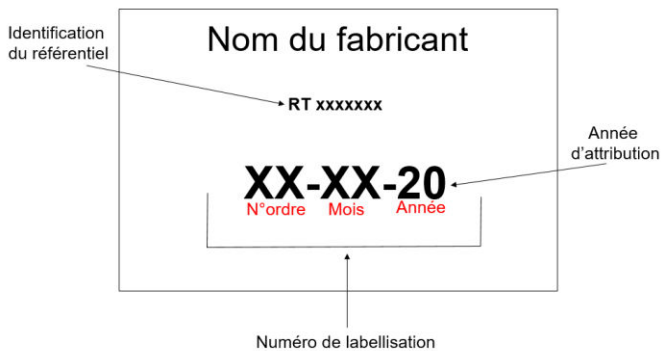 Identification
du référentiel
Nom du fabricant
RT xxxxxxx
Année
d'attribution
XX-XX-20
N°ordre Mois Année
Numéro de labellisation